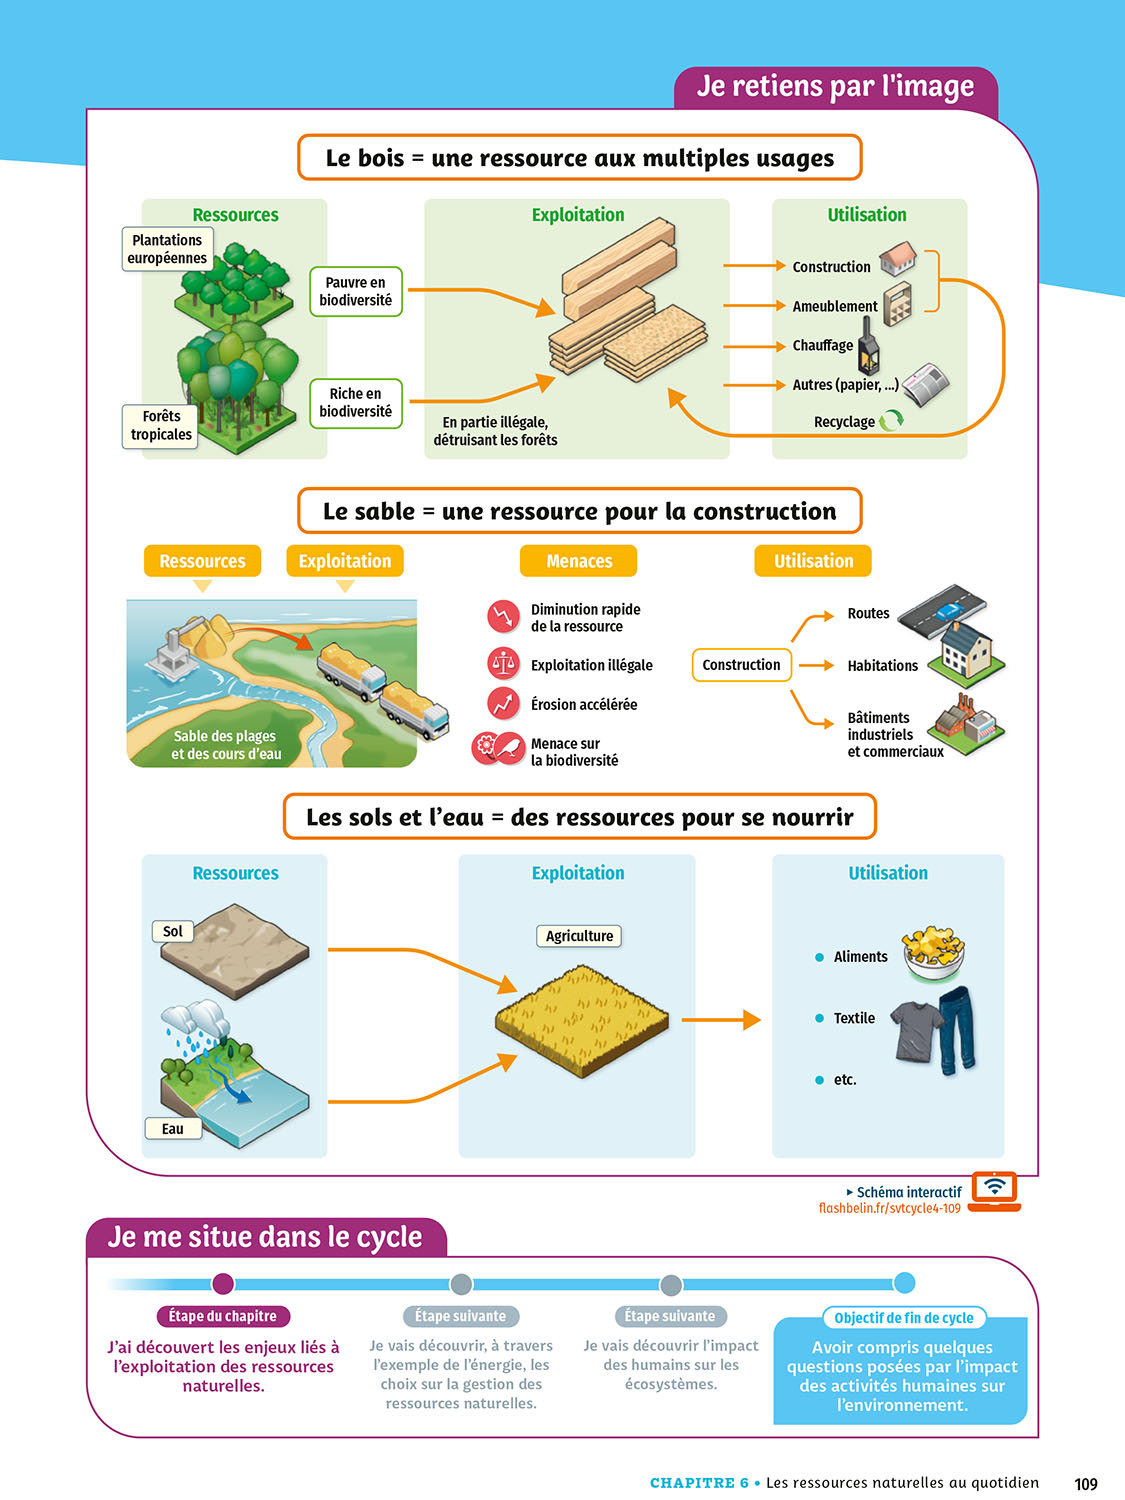 Je retiens par l'image
Le bois = une ressource aux multiples usages
Ressources
Exploitation
Utilisation
Plantations
européennes
Pauvre en
biodiversité
Riche en
biodiversité
Forêts
tropicales
En partie illégale,
détruisant les forêts
Construction
Ameublement
Chauffage
Autres (papier, ...)
Recyclage
Le sable = une ressource pour la construction
Ressources
Exploitation
Menaces
Utilisation
Sable des plages
et des cours d’eau
Diminution rapide
de la ressource
Exploitation illégale
Érosion accélérée
Menace sur
la biodiversité
Construction
Routes
Habitations
Bâtiments
industriels
et commerciaux
Les sols et l’eau = des ressources pour se nourrir
Ressources
Exploitation
Utilisation
Sol
Eau
Agriculture
• Aliments
• Textile
• etc.
▸ Schéma interactif
flashbelin.fr/svtcycle4-109
Je me situe dans le cycle
Étape du chapitre
J’ai découvert les enjeux liés à
l’exploitation des ressources
naturelles.
Étape suivante
Je vais découvrir, à travers
l’exemple de l’énergie, les
choix sur la gestion des
ressources naturelles.
Étape suivante
Je vais découvrir l’impact
des humains sur les
écosystèmes.
Objectif de fin de cycle
Avoir compris quelques
questions posées par l’impact
des activités humaines sur
l’environnement.
CHAPITRE 6 • Les ressources naturelles au quotidien 109